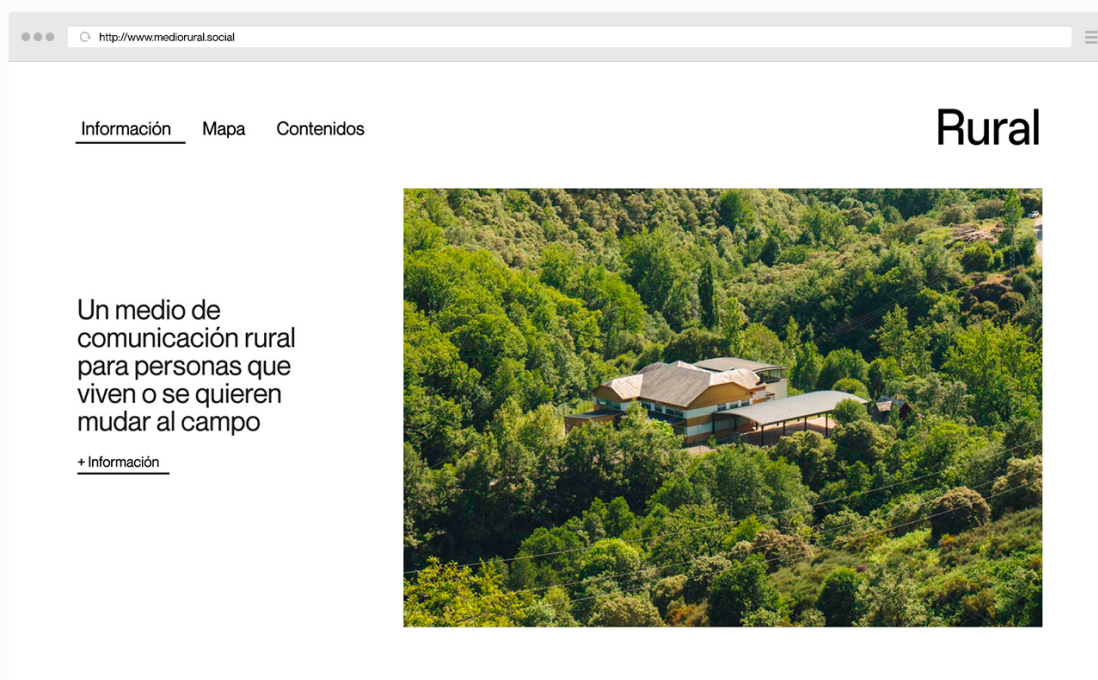 http://www.mediorural.social
Información Mapa Contenidos
Rural
Un medio de
comunicación rural
para personas que
viven o se quieren
mudar al campo
+ Información